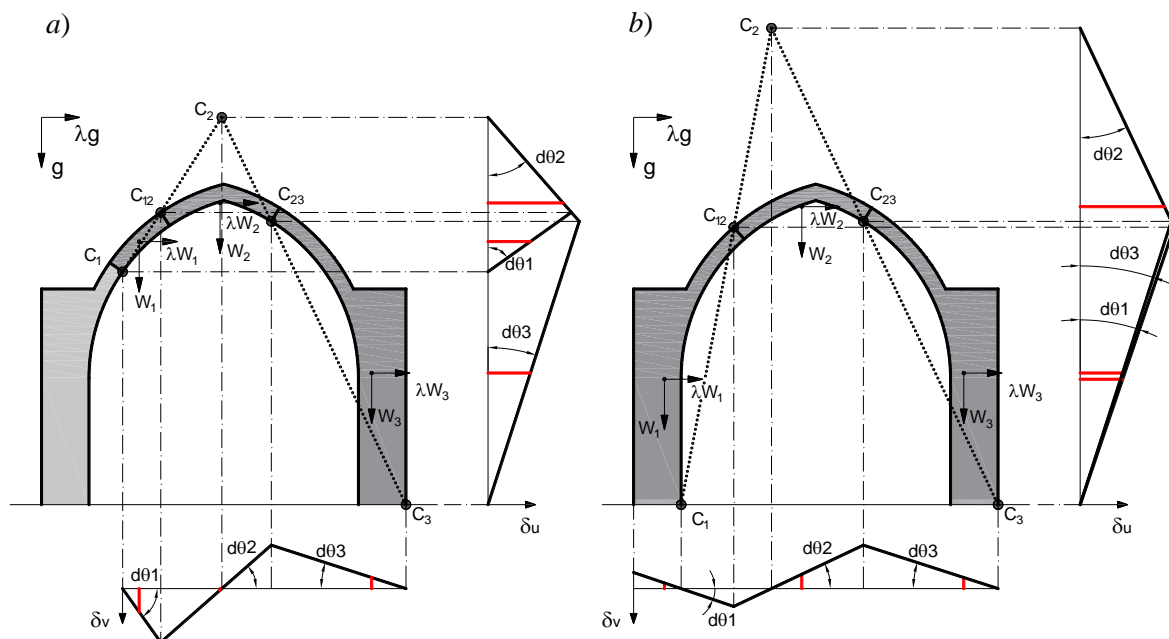 a)
λg
g
C₂
C₁₂
C₂₃
C₁
λW₁
W₁
λW₂
W₂
λW₃
W₃
C₃
dθ2
dθ1
dθ3
δu
dθ1
dθ2
dθ3
δv
b)
λg
g
C₂
C₁₂
C₂₃
λW₂
W₂
λW₁
W₁
λW₃
W₃
C₁
C₃
dθ2
dθ3
dθ1
δu
dθ2
dθ3
dθ1
δv